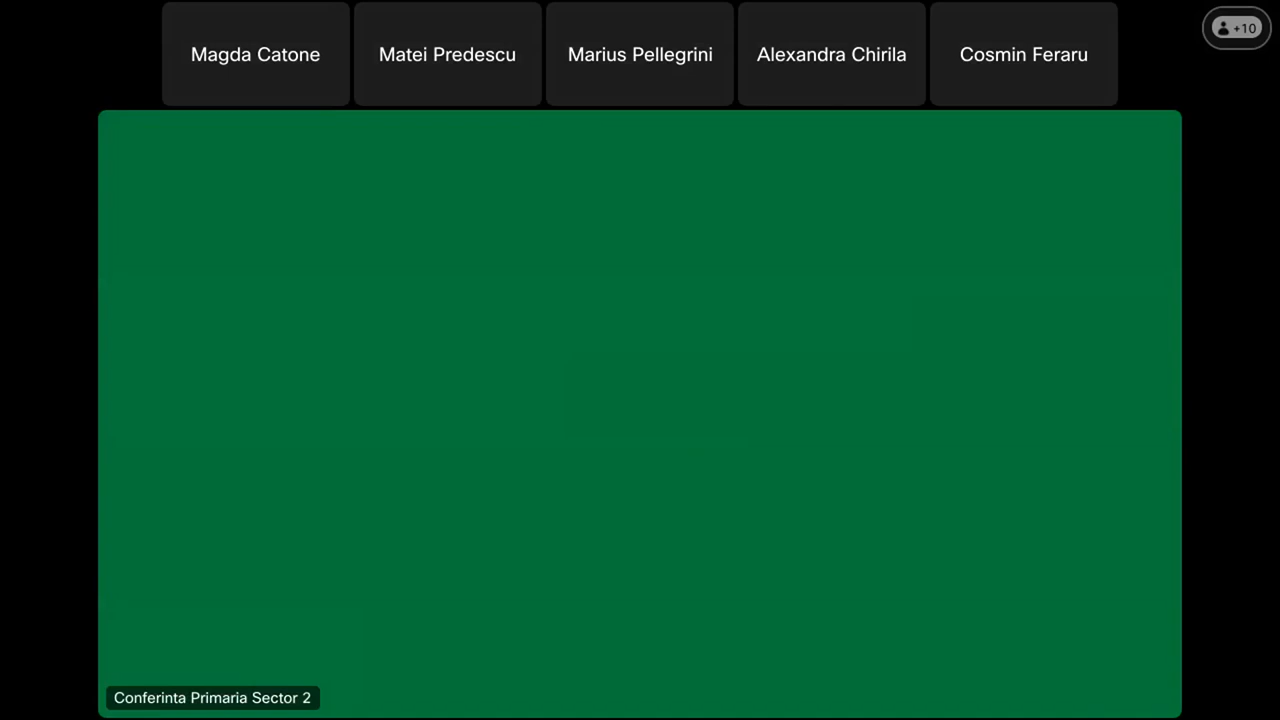 Magda Catone
Matei Predescu
Marius Pellegrini
Alexandra Chirila
Cosmin Feraru
+10
Conferinta Primaria Sector 2